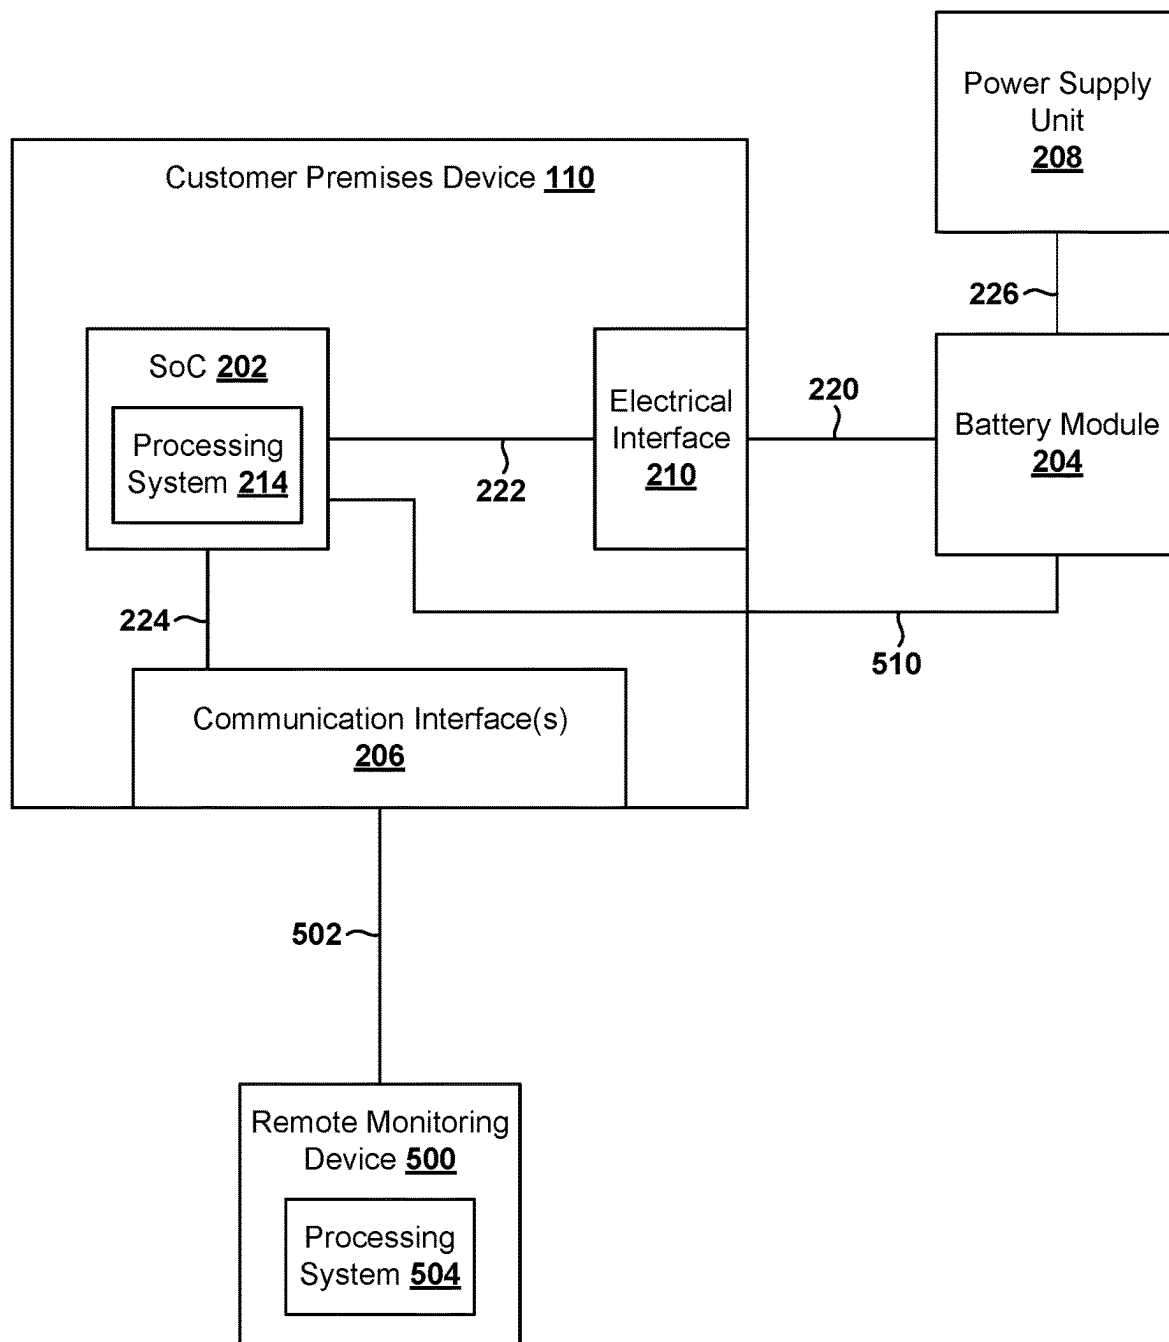 Power Supply
Unit
208
Customer Premises Device 110
226
SoC 202
Processing
System 214
222
Electrical
Interface
210
220
Battery Module
204
224
510
Communication Interface(s)
206
502
Remote Monitoring
Device 500
Processing
System 504